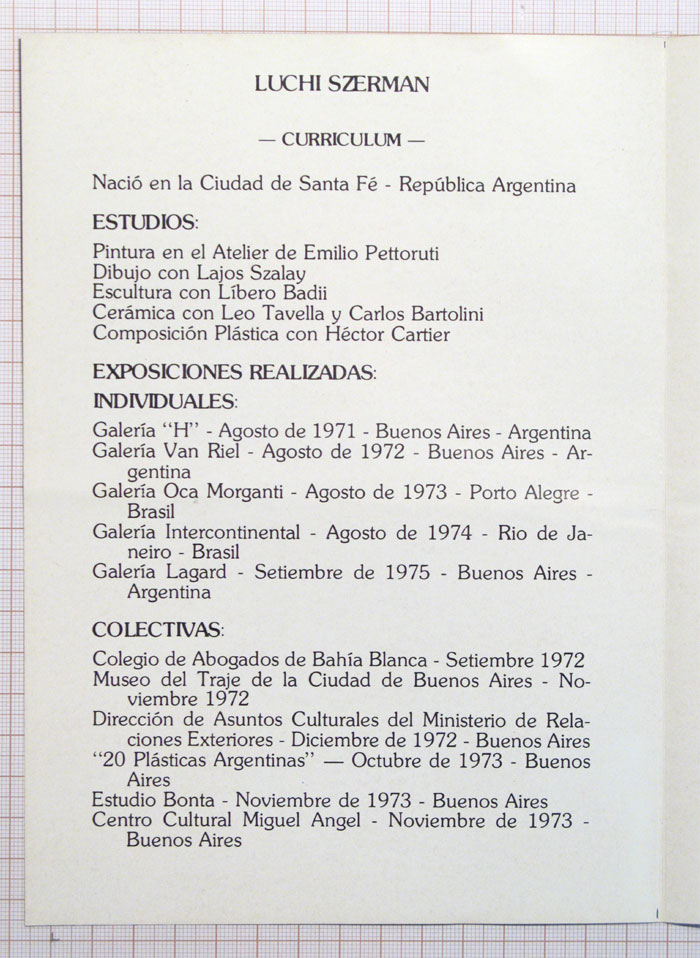 LUCHI SZERMAN
— CURRICULUM —
Nació en la Ciudad de Santa Fé - República Argentina
ESTUDIOS:
Pintura en el Atelier de Emilio Pettoruti
Dibujo con Lajos Szalay
Escultura con Líbero Badii
Cerámica con Leo Tavella y Carlos Bartolini
Composición Plástica con Héctor Cartier
EXPOSICIONES REALIZADAS:
INDIVIDUALES:
Galería "H" - Agosto de 1971 - Buenos Aires - Argentina
Galería Van Riel - Agosto de 1972 - Buenos Aires - Ar-
gentina
Galería Oca Morganti - Agosto de 1973 - Porto Alegre -
Brasil
Galería Intercontinental - Agosto de 1974 - Rio de Ja-
neiro - Brasil
Galería Lagard - Setiembre de 1975 - Buenos Aires -
Argentina
COLECTIVAS:
Colegio de Abogados de Bahía Blanca - Setiembre 1972
Museo del Traje de la Ciudad de Buenos Aires - No-
viembre 1972
Dirección de Asuntos Culturales del Ministerio de Rela-
ciones Exteriores - Diciembre de 1972 - Buenos Aires
"20 Plásticas Argentinas" — Octubre de 1973 - Buenos
Aires
Estudio Bonta - Noviembre de 1973 - Buenos Aires
Centro Cultural Miguel Angel - Noviembre de 1973 -
Buenos Aires